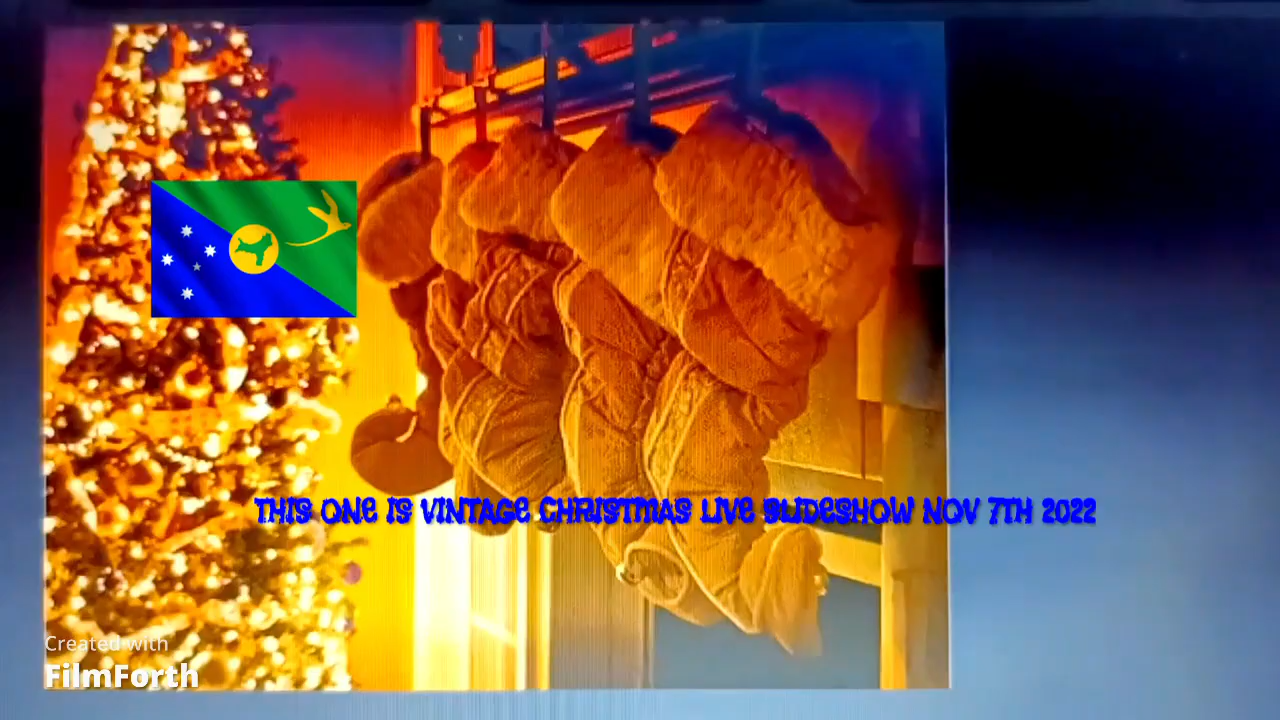 THIS ONE IS VINTAGE CHRISTMAS LIVE SLIDESHOW NOV 7TH 2022
Created with
FilmForth